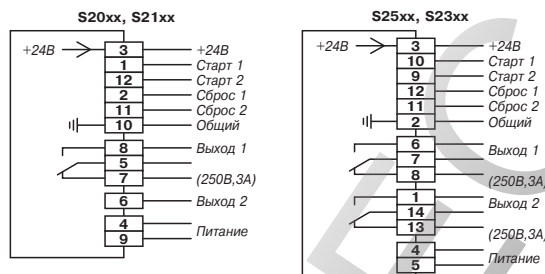 S20xx, S21xx
+24В 3 +24В
1 Старт 1
12 Старт 2
2 Сброс 1
11 Сброс 2
10 Общий
8 Выход 1
5
7 (250В,3А)
6 Выход 2
4 Питание
9
S25xx, S23xx
+24В 3 +24В
10 Старт 1
9 Старт 2
12 Сброс 1
11 Сброс 2
2 Общий
6 Выход 1
7
8 (250В,3А)
1 Выход 2
14
13 (250В,3А)
4 Питание
5